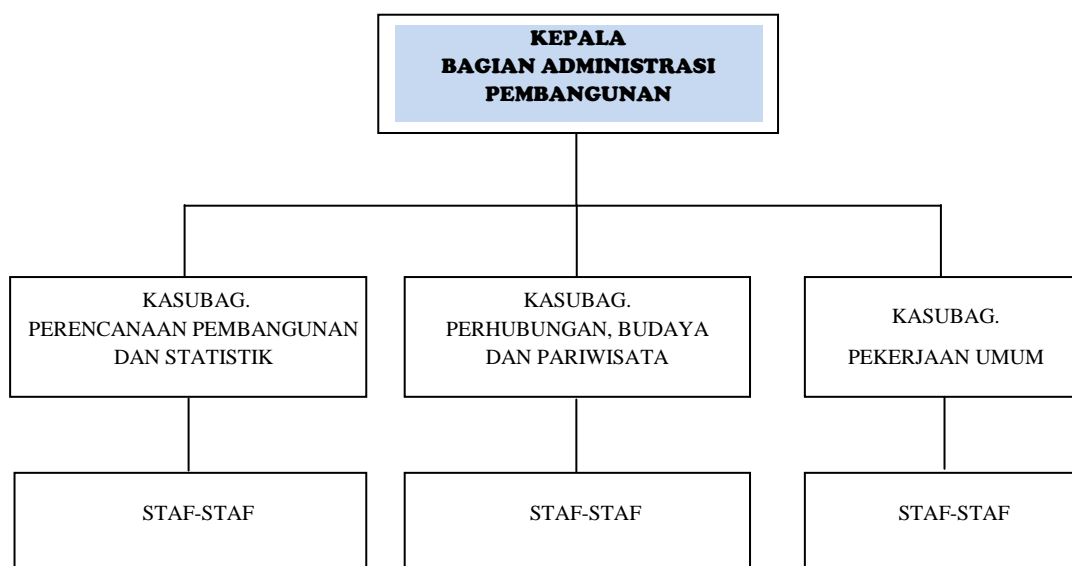 KEPALA
BAGIAN ADMINISTRASI
PEMBANGUNAN
KASUBAG.
PERENCANAAN PEMBANGUNAN
DAN STATISTIK
KASUBAG.
PERHUBUNGAN, BUDAYA
DAN PARIWISATA
KASUBAG.
PEKERJAAN UMUM
STAF-STAF
STAF-STAF
STAF-STAF